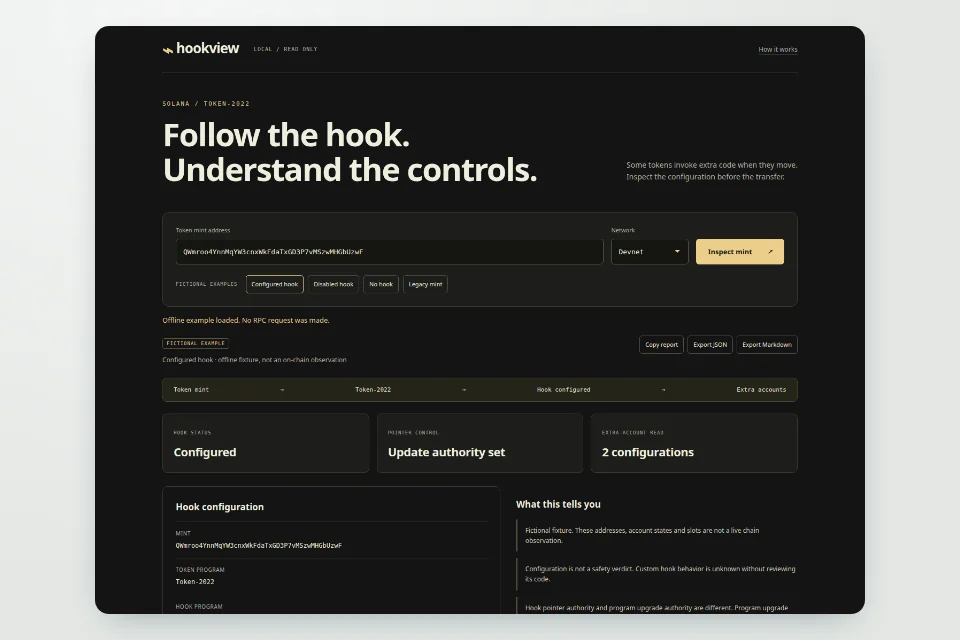 hookview
LOCAL / READ ONLY
How it works
SOLANA / TOKEN-2022
Follow the hook.
Understand the controls.
Some tokens invoke extra code when they move.
Inspect the configuration before the transfer.
Token mint address
Network
QWmroo4YnnMqYW3cnxWkFdaTxGD3P7vMSzwMHGbUzwF
Devnet
Inspect mint ↗
FICTIONAL EXAMPLES
Configured hook
Disabled hook
No hook
Legacy mint
Offline example loaded. No RPC request was made.
FICTIONAL EXAMPLE
Configured hook · offline fixture, not an on-chain observation
Copy report
Export JSON
Export Markdown
Token mint → Token-2022 → Hook configured → Extra accounts
HOOK STATUS
Configured
POINTER CONTROL
Update authority set
EXTRA-ACCOUNT READ
2 configurations
Hook configuration
MINT
QWmroo4YnnMqYW3cnxWkFdaTxGD3P7vMSzwMHGbUzwF
TOKEN PROGRAM
Token-2022
HOOK PROGRAM
What this tells you
Fictional fixture. These addresses, account states and slots are not a live chain
observation.
Configuration is not a safety verdict. Custom hook behavior is unknown without reviewing
its code.
Hook pointer authority and program upgrade authority are different. Program upgrade